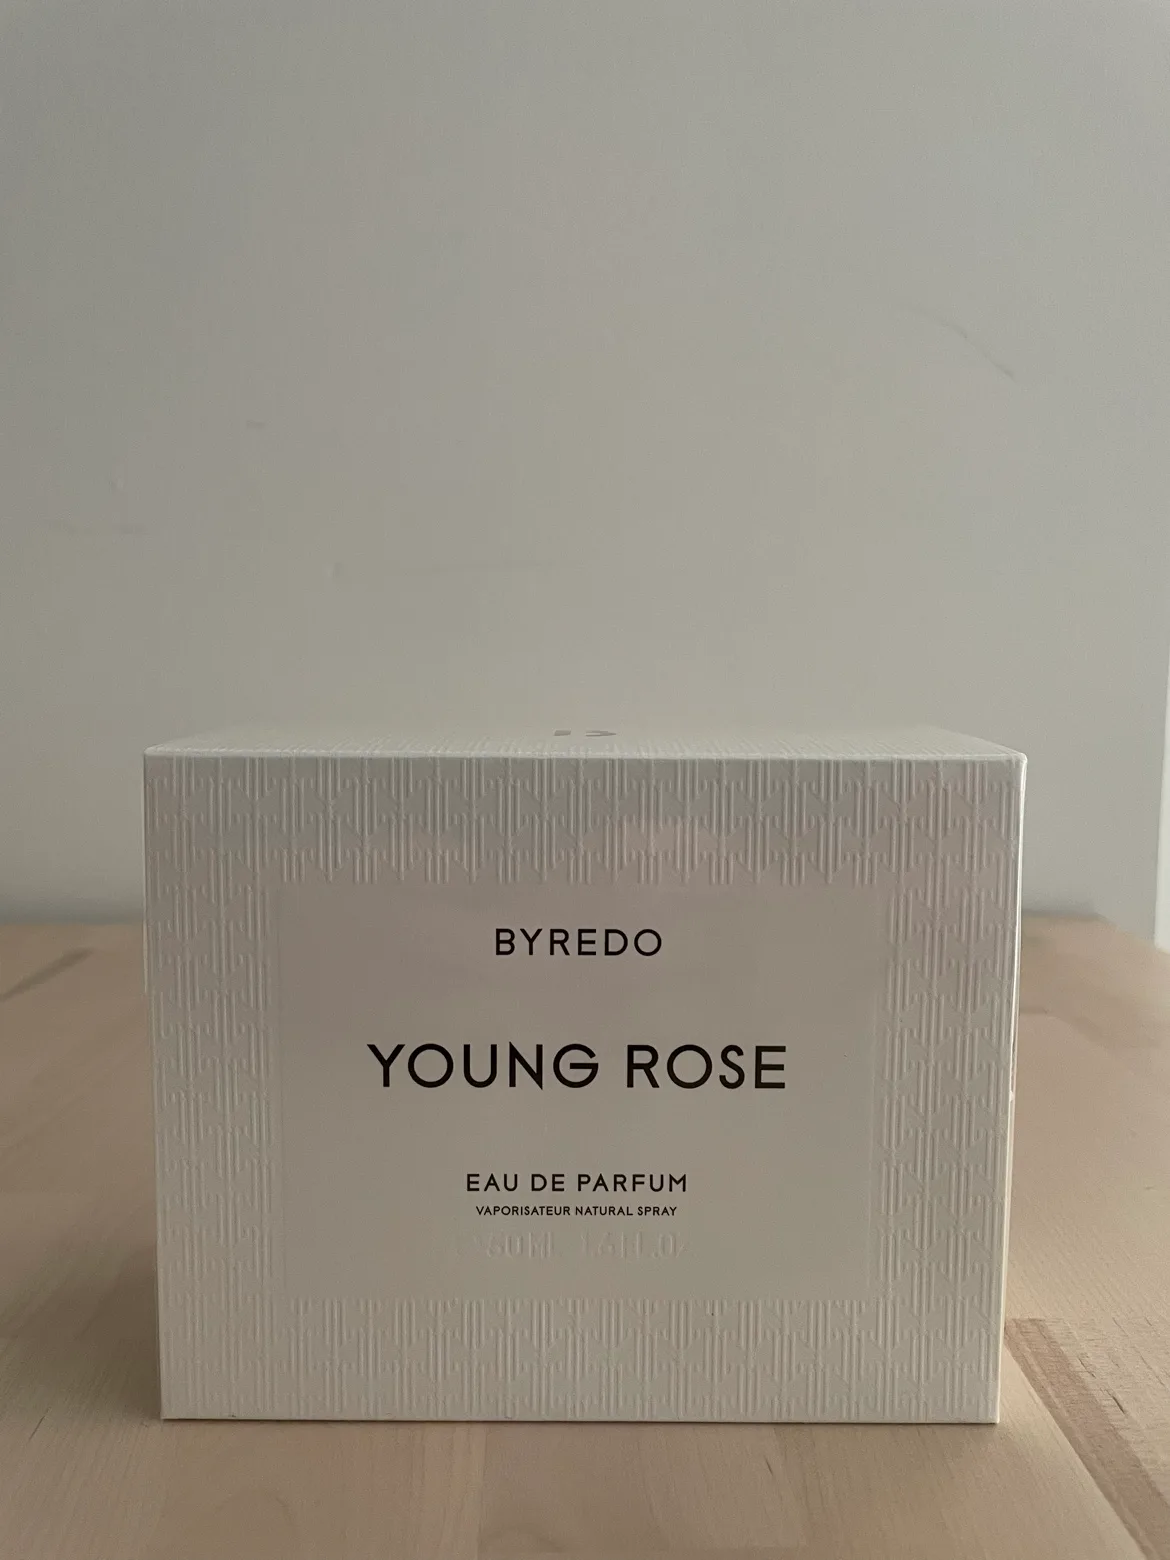 BYREDO
YOUNG ROSE
EAU DE PARFUM
VAPORISATEUR NATURAL SPRAY